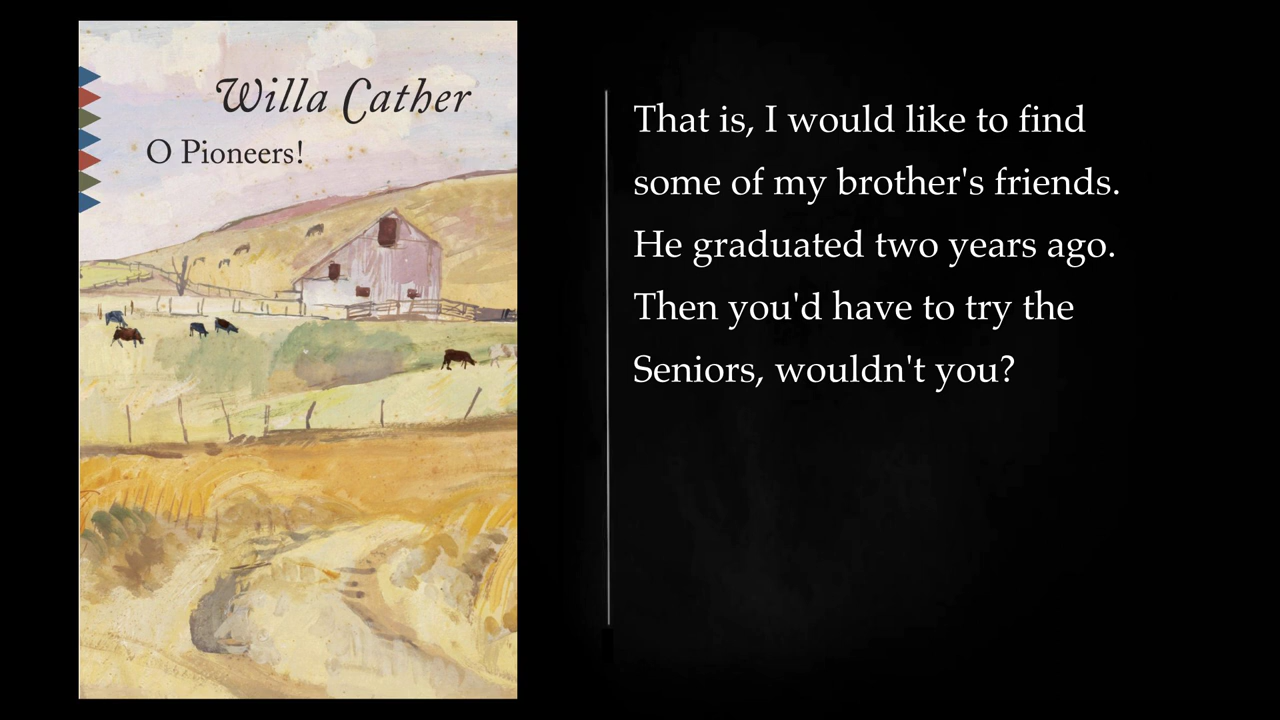 Willa Cather
O Pioneers!
That is, I would like to find
some of my brother's friends.
He graduated two years ago.
Then you'd have to try the
Seniors, wouldn't you?